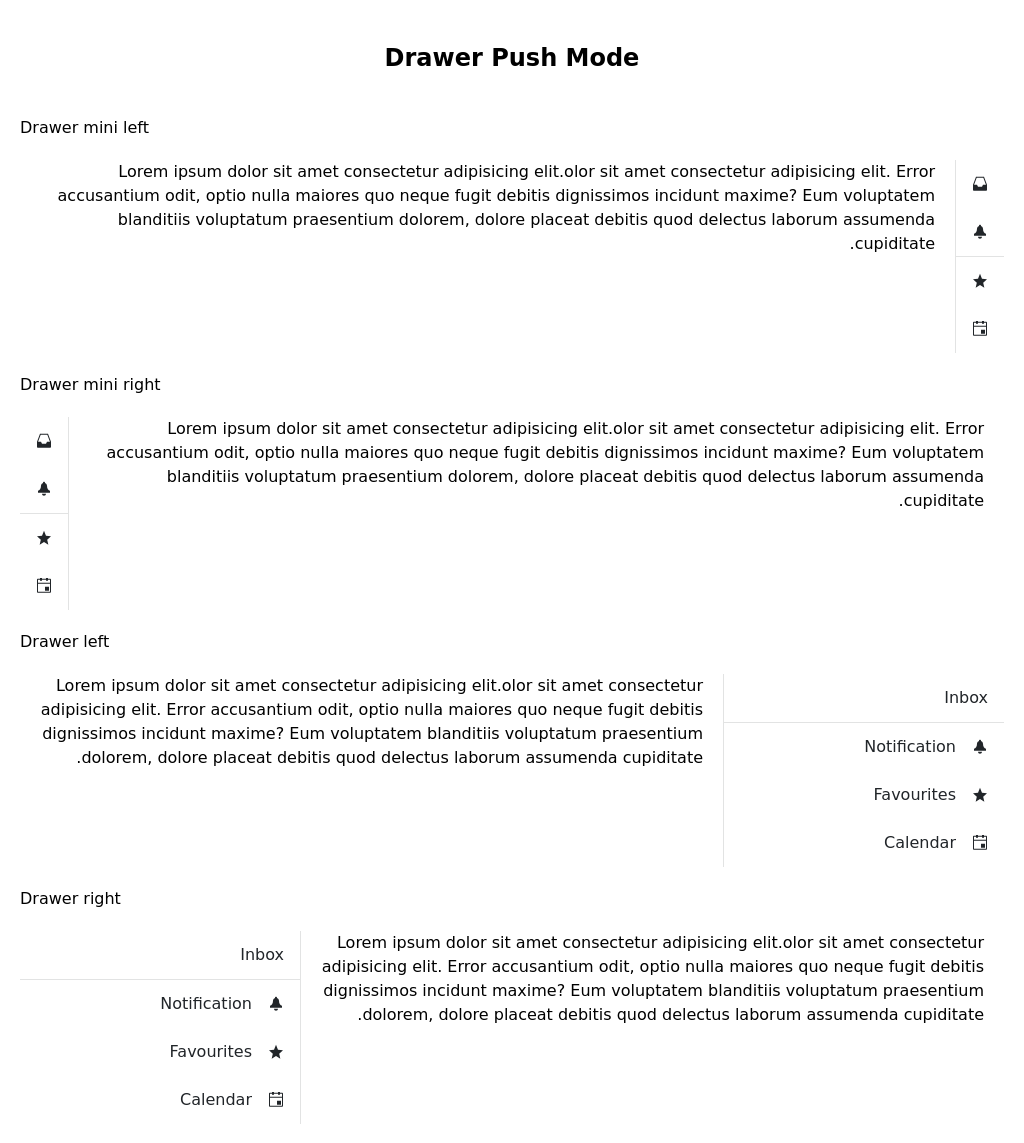 Drawer Push Mode
Drawer mini left
Lorem ipsum dolor sit amet consectetur adipisicing elit.olor sit amet consectetur adipisicing elit. Error
accusantium odit, optio nulla maiores quo neque fugit debitis dignissimos incidunt maxime? Eum voluptatem
blanditiis voluptatum praesentium dolorem, dolore placeat debitis quod delectus laborum assumenda
.cupiditate
Drawer mini right
Lorem ipsum dolor sit amet consectetur adipisicing elit.olor sit amet consectetur adipisicing elit. Error
accusantium odit, optio nulla maiores quo neque fugit debitis dignissimos incidunt maxime? Eum voluptatem
blanditiis voluptatum praesentium dolorem, dolore placeat debitis quod delectus laborum assumenda
.cupiditate
Drawer left
Lorem ipsum dolor sit amet consectetur adipisicing elit.olor sit amet consectetur
adipisicing elit. Error accusantium odit, optio nulla maiores quo neque fugit debitis
dignissimos incidunt maxime? Eum voluptatem blanditiis voluptatum praesentium
.dolorem, dolore placeat debitis quod delectus laborum assumenda cupiditate
Inbox
Notification
Favourites
Calendar
Drawer right
Inbox
Notification
Favourites
Calendar
Lorem ipsum dolor sit amet consectetur adipisicing elit.olor sit amet consectetur
adipisicing elit. Error accusantium odit, optio nulla maiores quo neque fugit debitis
dignissimos incidunt maxime? Eum voluptatem blanditiis voluptatum praesentium
.dolorem, dolore placeat debitis quod delectus laborum assumenda cupiditate